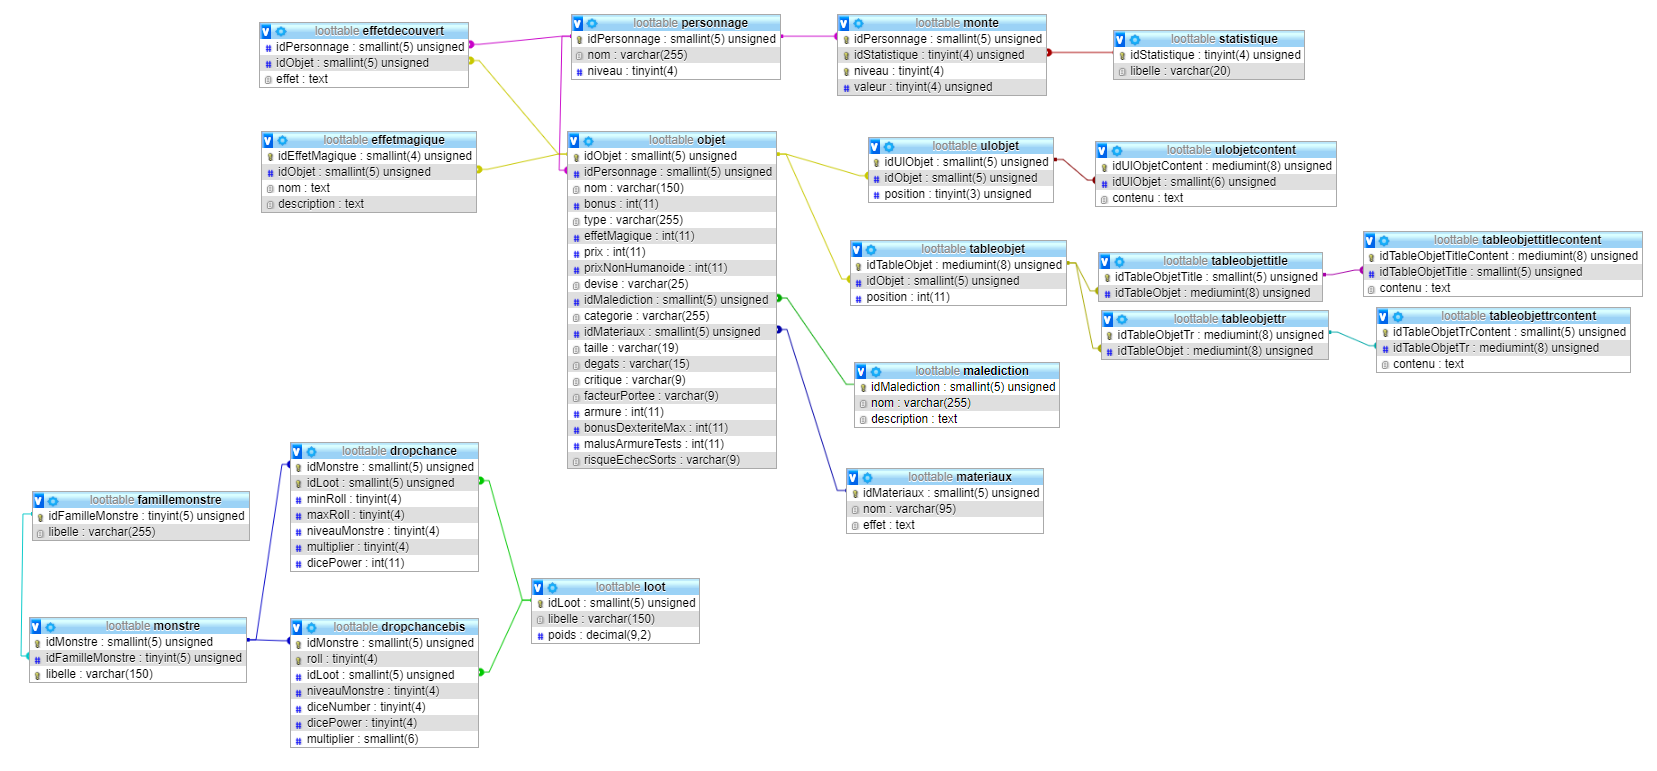 loottable effetdecouvert
idPersonnage : smallint(5) unsigned
idObjet : smallint(5) unsigned
effet : text
loottable personnage
idPersonnage : smallint(5) unsigned
nom : varchar(255)
niveau : tinyint(4)
loottable monte
idPersonnage : smallint(5) unsigned
idStatistique : tinyint(4) unsigned
niveau : tinyint(4)
valeur : tinyint(4) unsigned
loottable statistique
idStatistique : tinyint(4) unsigned
libelle : varchar(20)
loottable effetmagique
idEffetMagique : smallint(4) unsigned
idObjet : smallint(5) unsigned
nom : text
description : text
loottable objet
idObjet : smallint(5) unsigned
idPersonnage : smallint(5) unsigned
nom : varchar(150)
bonus : int(11)
type : varchar(255)
effetMagique : int(11)
prix : int(11)
prixNonHumanoide : int(11)
devise : varchar(25)
idMalediction : smallint(5) unsigned
categorie : varchar(255)
idMateriaux : smallint(5) unsigned
taille : varchar(19)
degats : varchar(15)
critique : varchar(9)
facteurPortee : varchar(9)
armure : int(11)
bonusDexteriteMax : int(11)
malusArmureTests : int(11)
risqueEchecSorts : varchar(9)
loottable ulobjet
idUlObjet : smallint(5) unsigned
idObjet : smallint(5) unsigned
position : tinyint(3) unsigned
loottable ulobjetcontent
idUlObjetContent : mediumint(8) unsigned
idUlObjet : smallint(6) unsigned
contenu : text
loottable tableobjet
idTableObjet : mediumint(8) unsigned
idObjet : smallint(5) unsigned
position : int(11)
loottable tableobjettitle
idTableObjetTitle : smallint(5) unsigned
idTableObjet : mediumint(8) unsigned
loottable tableobjettitlecontent
idTableObjetTitleContent : mediumint(8) unsigned
idTableObjetTitle : smallint(5) unsigned
contenu : text
loottable tableobjettr
idTableObjetTr : mediumint(8) unsigned
idTableObjet : mediumint(8) unsigned
loottable tableobjettrcontent
idTableObjetTrContent : smallint(5) unsigned
idTableObjetTr : mediumint(8) unsigned
contenu : text
loottable malediction
idMalediction : smallint(5) unsigned
nom : varchar(255)
description : text
loottable materiaux
idMateriaux : smallint(5) unsigned
nom : varchar(95)
effet : text
loottable dropchance
idMonstre : smallint(5) unsigned
idLoot : smallint(5) unsigned
minRoll : tinyint(4)
maxRoll : tinyint(4)
niveauMonstre : tinyint(4)
multiplier : tinyint(4)
dicePower : int(11)
loottable famillemonstre
idFamilleMonstre : tinyint(5) unsigned
libelle : varchar(255)
loottable loot
idLoot : smallint(5) unsigned
libelle : varchar(150)
poids : decimal(9,2)
loottable monstre
idMonstre : smallint(5) unsigned
idFamilleMonstre : tinyint(5) unsigned
libelle : varchar(150)
loottable dropchancebis
idMonstre : smallint(5) unsigned
roll : tinyint(4)
idLoot : smallint(5) unsigned
niveauMonstre : tinyint(4)
diceNumber : tinyint(4)
dicePower : tinyint(4)
multiplier : smallint(6)